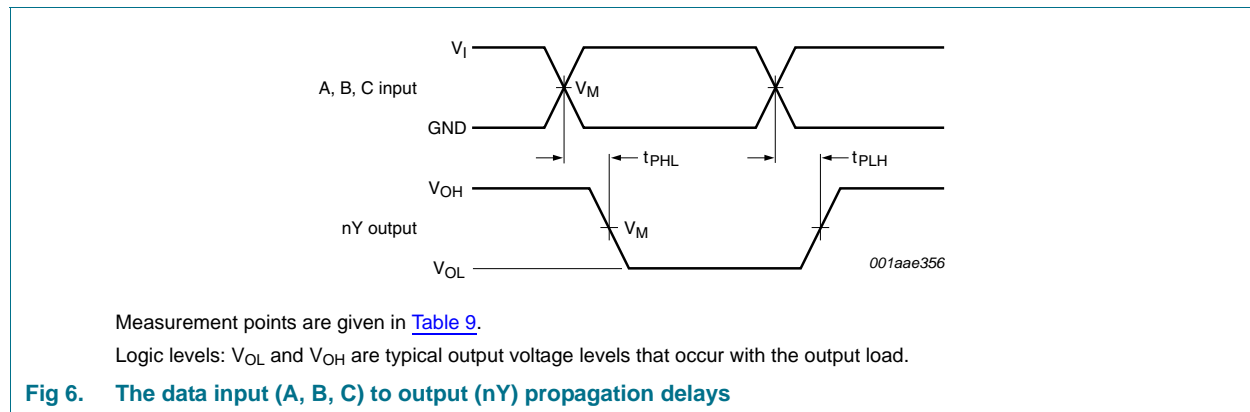 VI
A, B, C input
VM
GND
tPHL
tPLH
VOH
nY output
VM
VOL
001aae356
Measurement points are given in Table 9.
Logic levels: VOL and VOH are typical output voltage levels that occur with the output load.
Fig 6. The data input (A, B, C) to output (nY) propagation delays